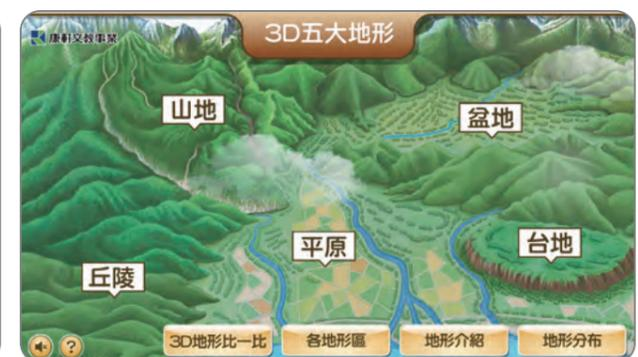 康軒文教事業
3D五大地形
山地
盆地
平原
台地
丘陵
?
3D地形比一比
各地形區
地形介紹
地形分布